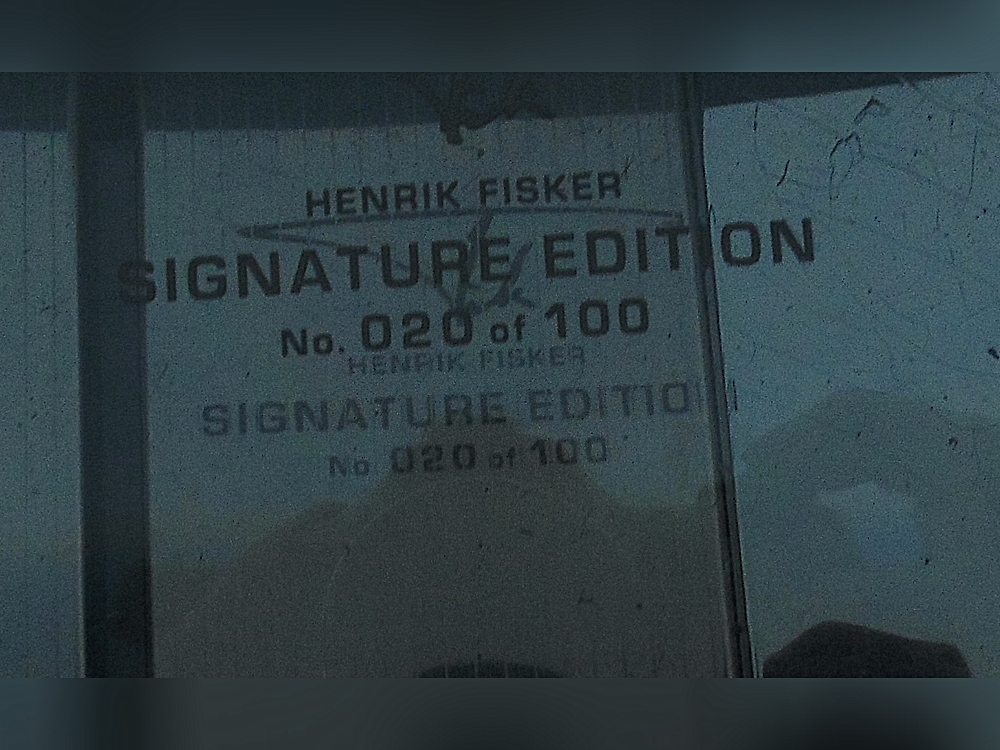 HENRIK FISKER
SIGNATURE EDITION
No. 020 of 100
HENRIK FISKER
SIGNATURE EDITION
No 020 of 100